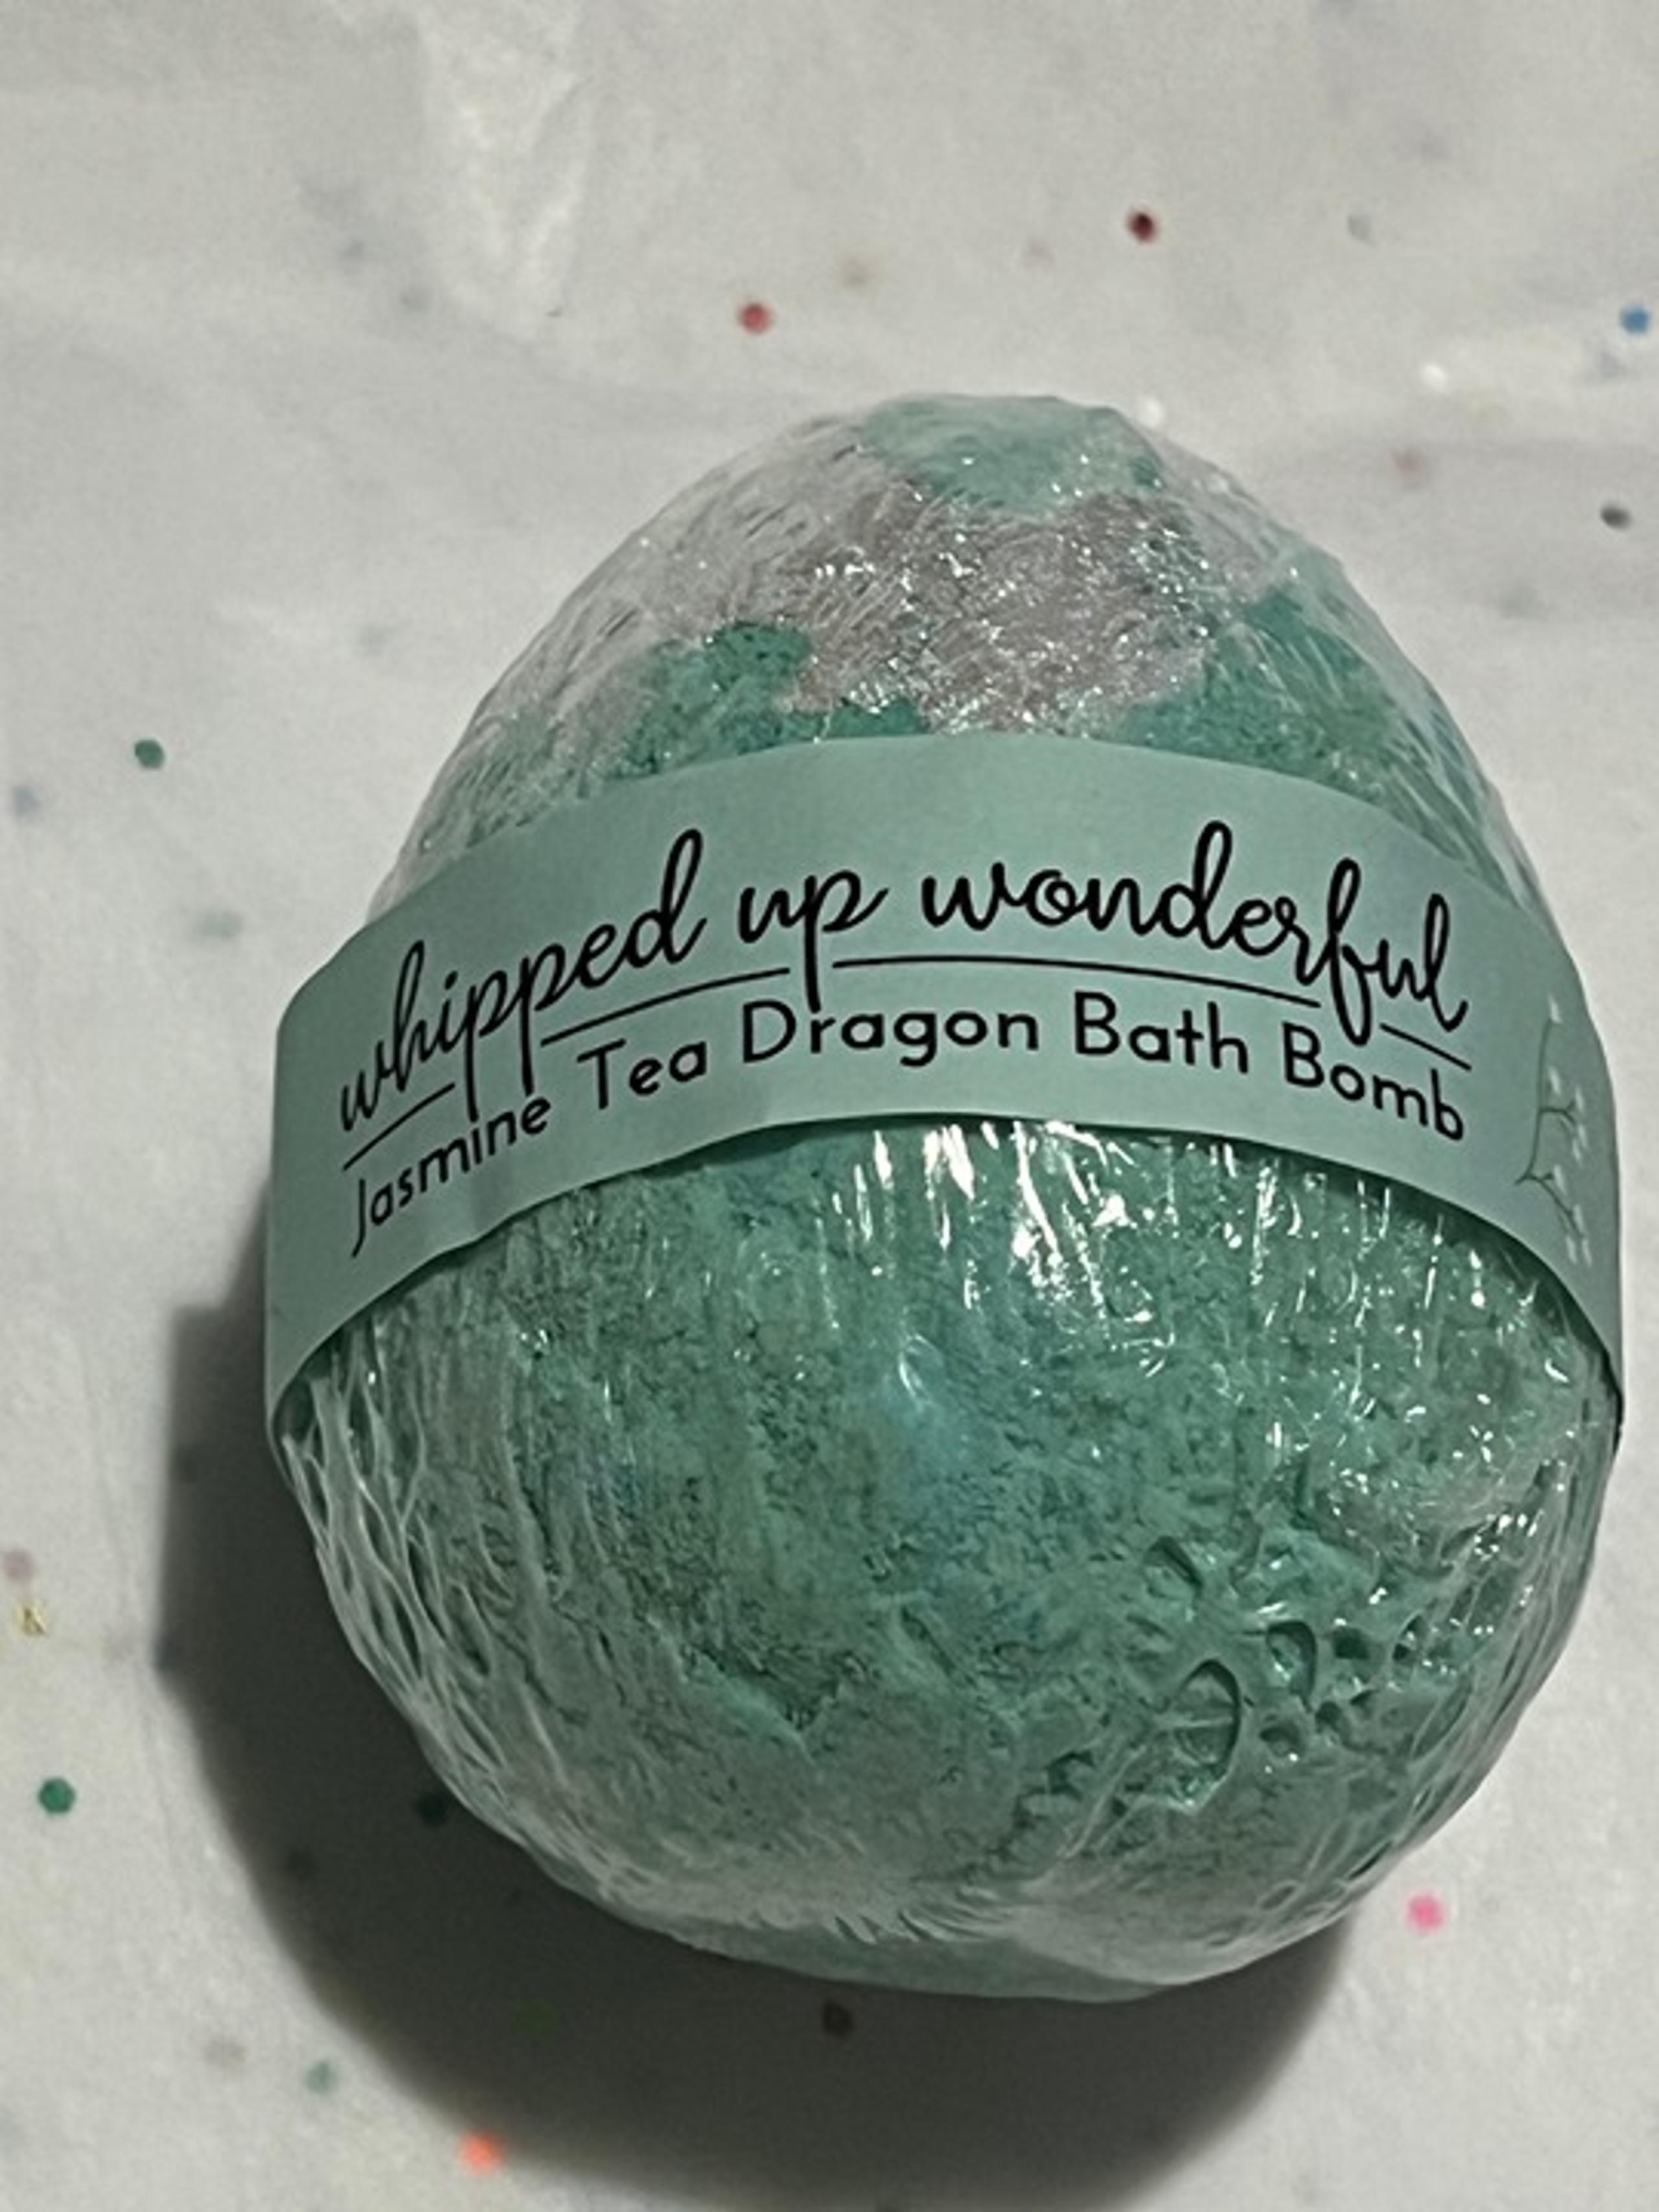 whipped up wonderful
Jasmine Tea Dragon Bath Bomb